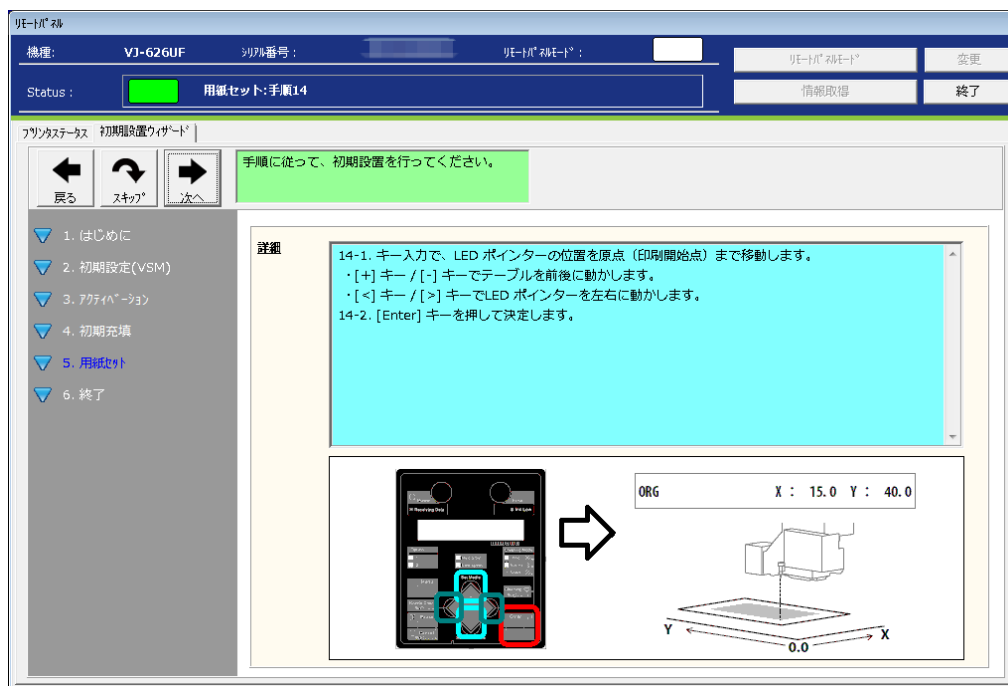 リモートパネル
機種:
VJ-626UF
シリアル番号 :
リモートパネルモード :
リモートパネルモード
変更
Status :
用紙セット:手順14
情報取得
終了
プリンタステータス
初期設置ウィザード
戻る
スキップ
次へ
手順に従って、初期設置を行ってください。
1. はじめに
2. 初期設定(VSM)
3. アクティベーション
4. 初期充填
5. 用紙セット
6. 終了
詳細
14-1. キー入力で、LED ポインターの位置を原点（印刷開始点）まで移動します。
・[+] キー / [-] キーでテーブルを前後に動かします。
・[<] キー / [>] キーでLED ポインターを左右に動かします。
14-2. [Enter] キーを押して決定します。
Receiving Data
ORG X : 15.0 Y : 40.0
Y
X
0.0